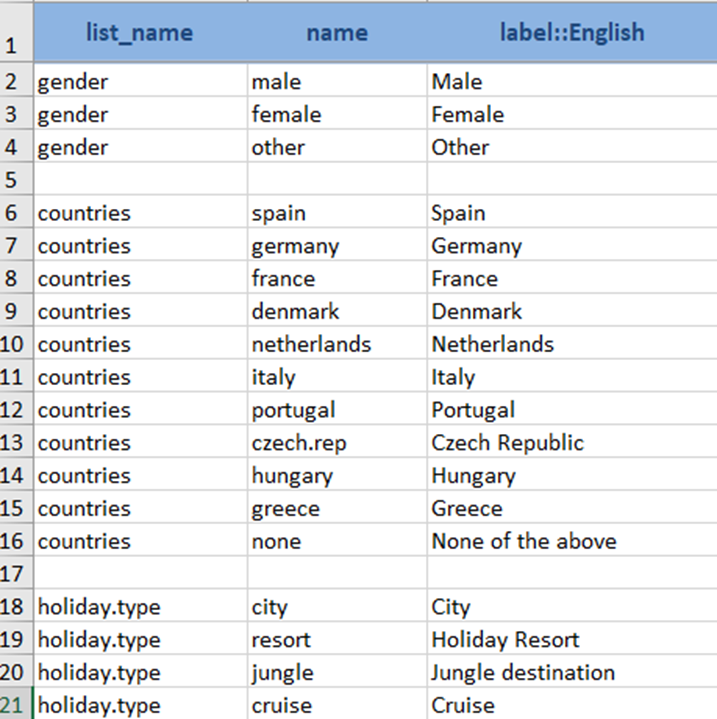 list_name name label::English
1
2 gender male Male
3 gender female Female
4 gender other Other
5
6 countries spain Spain
7 countries germany Germany
8 countries france France
9 countries denmark Denmark
10 countries netherlands Netherlands
11 countries italy Italy
12 countries portugal Portugal
13 countries czech.rep Czech Republic
14 countries hungary Hungary
15 countries greece Greece
16 countries none None of the above
17
18 holiday.type city City
19 holiday.type resort Holiday Resort
20 holiday.type jungle Jungle destination
21 holiday.type cruise Cruise